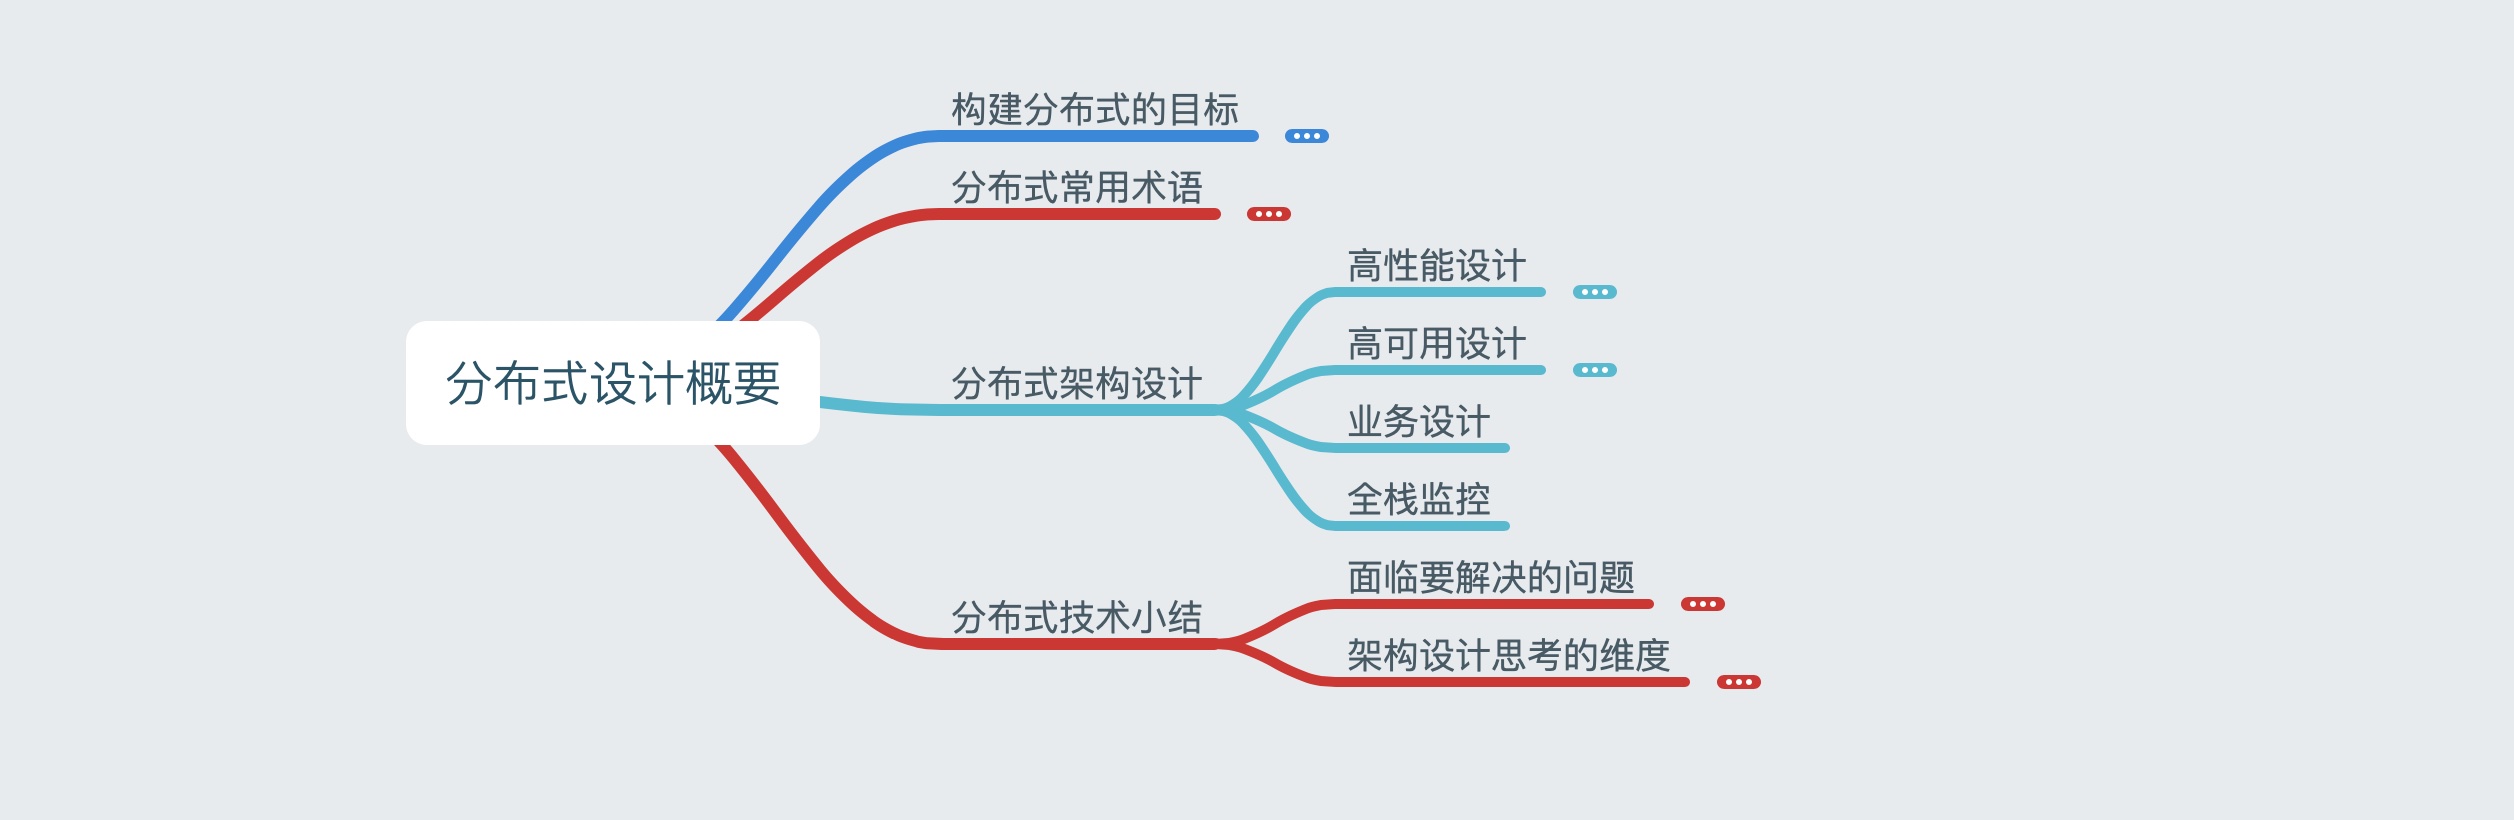 分布式设计概要
构建分布式的目标
分布式常用术语
分布式架构设计
高性能设计
高可用设计
业务设计
全栈监控
分布式技术小结
面临要解决的问题
架构设计思考的维度